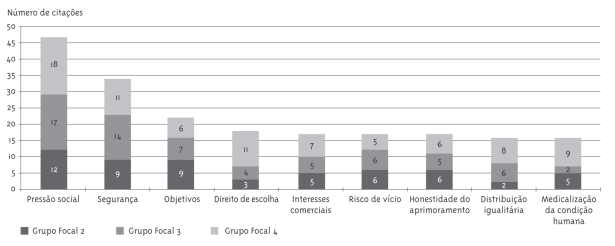 Número de citações
50
45
40
35
30
25
20
15
10
5
0
18
17
12
11
14
9
6
7
9
11
4
3
7
5
5
5
6
6
6
5
6
8
6
2
9
2
5
Pressão social
Segurança
Objetivos
Direito de escolha
Interesses
comerciais
Risco de vício
Honestidade do
aprimoramento
Distribuição
igualitária
Medicalização
da condição
humana
Grupo Focal 2
Grupo Focal 3
Grupo Focal 4